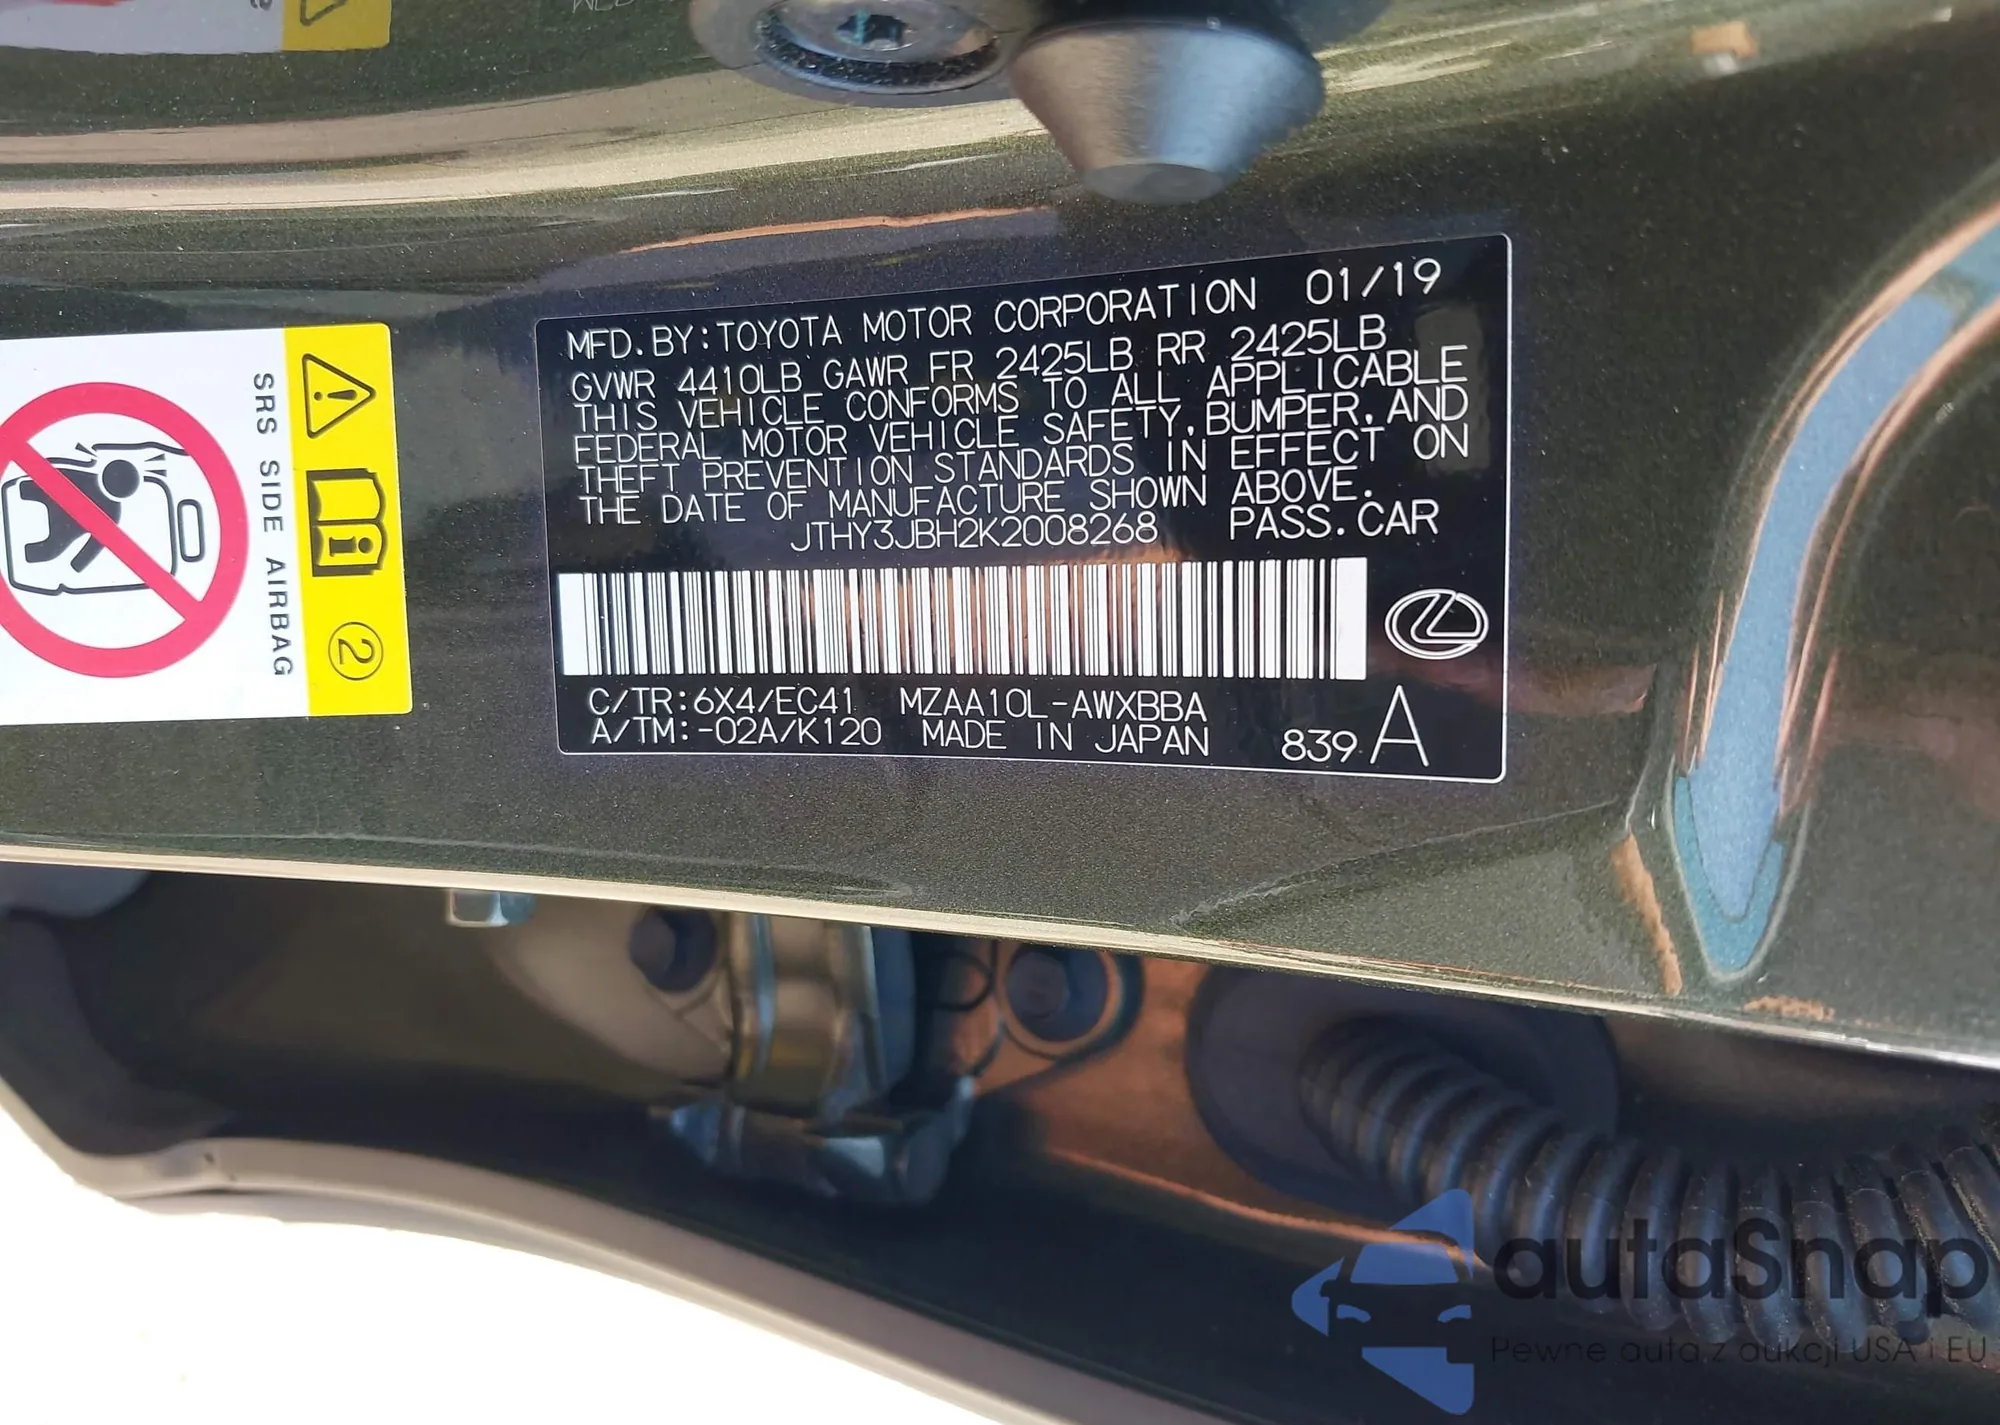 MFD.BY:TOYOTA MOTOR CORPORATION 01/19
GVWR 4410LB GAWR FR 2425LB RR 2425LB
THIS VEHICLE CONFORMS TO ALL APPLICABLE
FEDERAL MOTOR VEHICLE SAFETY, BUMPER, AND
THEFT PREVENTION STANDARDS IN EFFECT ON
THE DATE OF MANUFACTURE SHOWN ABOVE.
JTHY3JBH2K2008268 PASS.CAR
C/TR:6X4/EC41 MZAA10L-AWXBBA
A/TM:-02A/K120 MADE IN JAPAN 839 A
SRS SIDE AIRBAG
2
autaSnap
Pewne auta z aukcji USA i EU